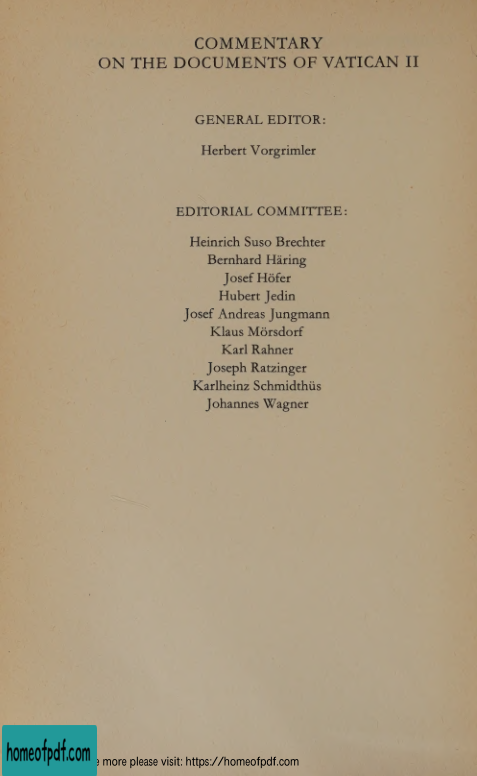 COMMENTARY
ON THE DOCUMENTS OF VATICAN II
GENERAL EDITOR:
Herbert Vorgrimler
EDITORIAL COMMITTEE:
Heinrich Suso Brechter
Bernhard Häring
Josef Höfer
Hubert Jedin
Josef Andreas Jungmann
Klaus Mörsdorf
Karl Rahner
Joseph Ratzinger
Karlheinz Schmidthüs
Johannes Wagner
homeofpdf.com
e more please visit: https://homeofpdf.com